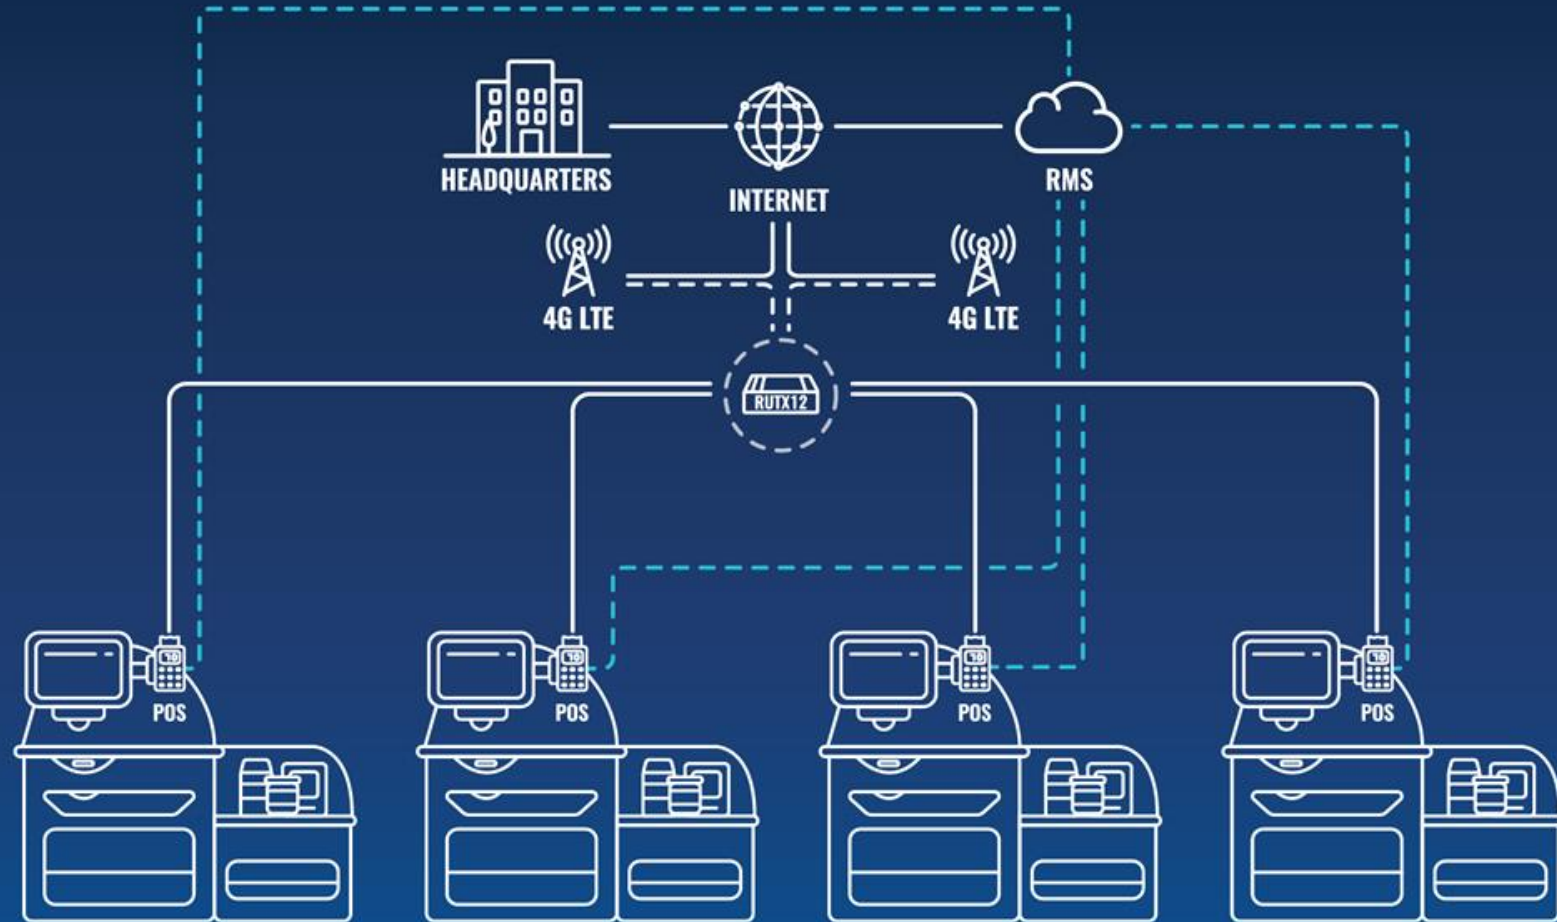 HEADQUARTERS
INTERNET
RMS
4G LTE
4G LTE
RUTX12
POS
POS
POS
POS